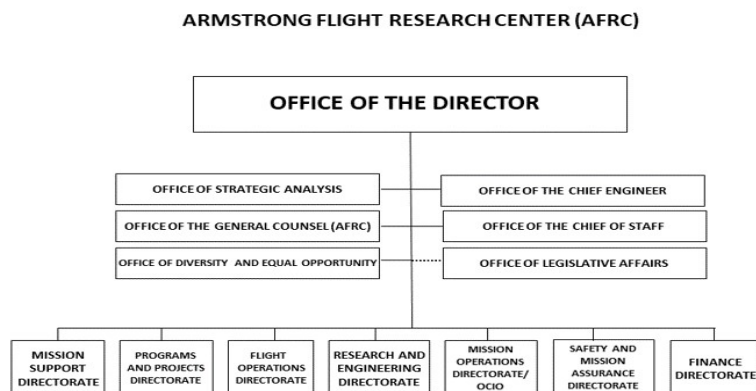 ARMSTRONG FLIGHT RESEARCH CENTER (AFRC)
OFFICE OF THE DIRECTOR
OFFICE OF STRATEGIC ANALYSIS
OFFICE OF THE CHIEF ENGINEER
OFFICE OF THE GENERAL COUNSEL (AFRC)
OFFICE OF THE CHIEF OF STAFF
OFFICE OF DIVERSITY AND EQUAL OPPORTUNITY
OFFICE OF LEGISLATIVE AFFAIRS
MISSION
SUPPORT
DIRECTORATE
PROGRAMS
AND PROJECTS
DIRECTORATE
FLIGHT
OPERATIONS
DIRECTORATE
RESEARCH AND
ENGINEERING
DIRECTORATE
MISSION
OPERATIONS
DIRECTORATE/
OCIO
SAFETY AND
MISSION
ASSURANCE
DIRECTORATE
FINANCE
DIRECTORATE